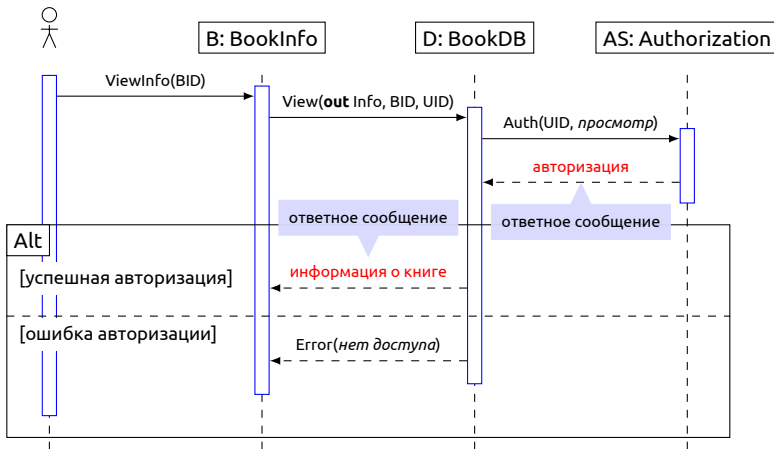 B: BookInfo
D: BookDB
AS: Authorization
ViewInfo(BID)
View(out Info, BID, UID)
Auth(UID, просмотр)
авторизация
ответное сообщение
ответное сообщение
Alt
[успешная авторизация]
информация о книге
[ошибка авторизации]
Error(нет доступа)